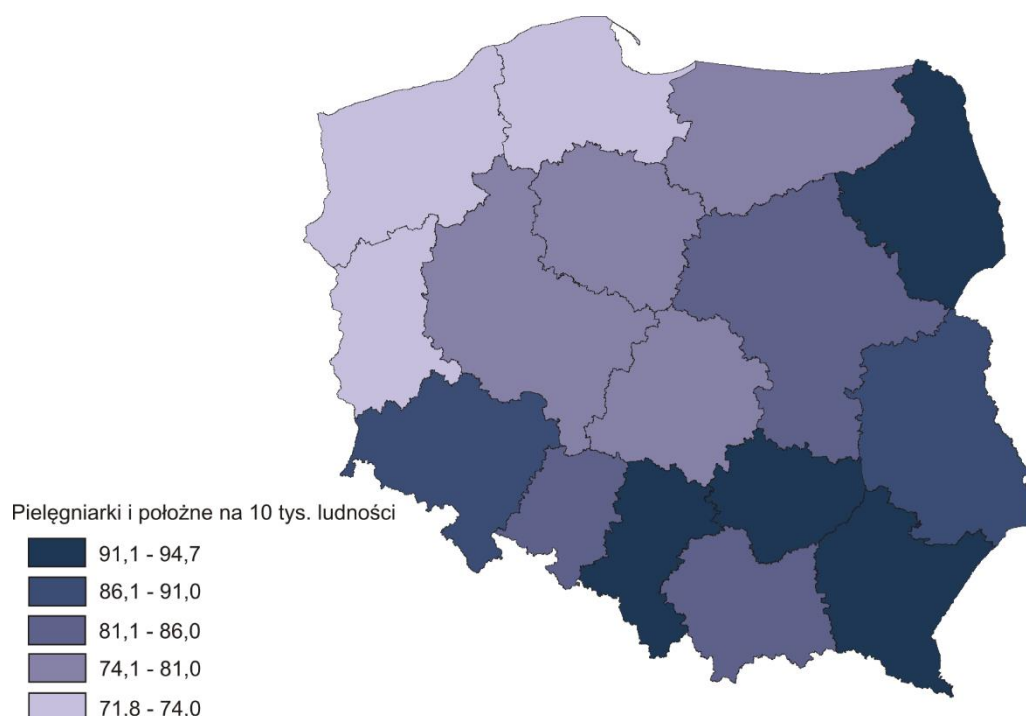 Pielęgniarki i położne na 10 tys. ludności
91,1 - 94,7
86,1 - 91,0
81,1 - 86,0
74,1 - 81,0
71,8 - 74,0